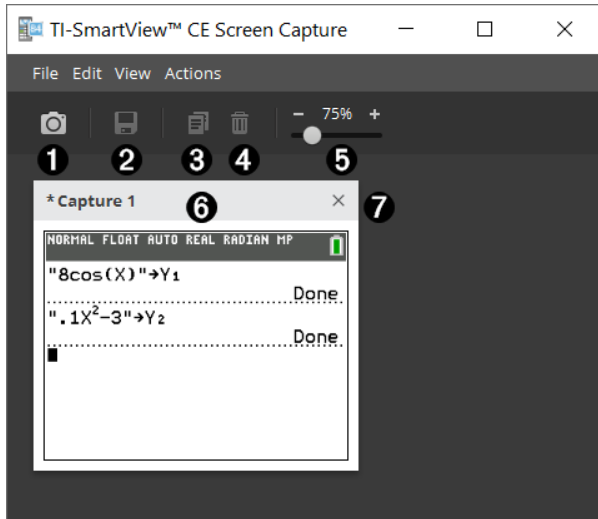 TI-SmartView™ CE Screen Capture
File Edit View Actions
− 75% +
1 2 3 4 5
* Capture 1 6 7
NORMAL FLOAT AUTO REAL RADIAN MP
"8cos(X)"→Y₁
Done
".1X²−3"→Y₂
Done